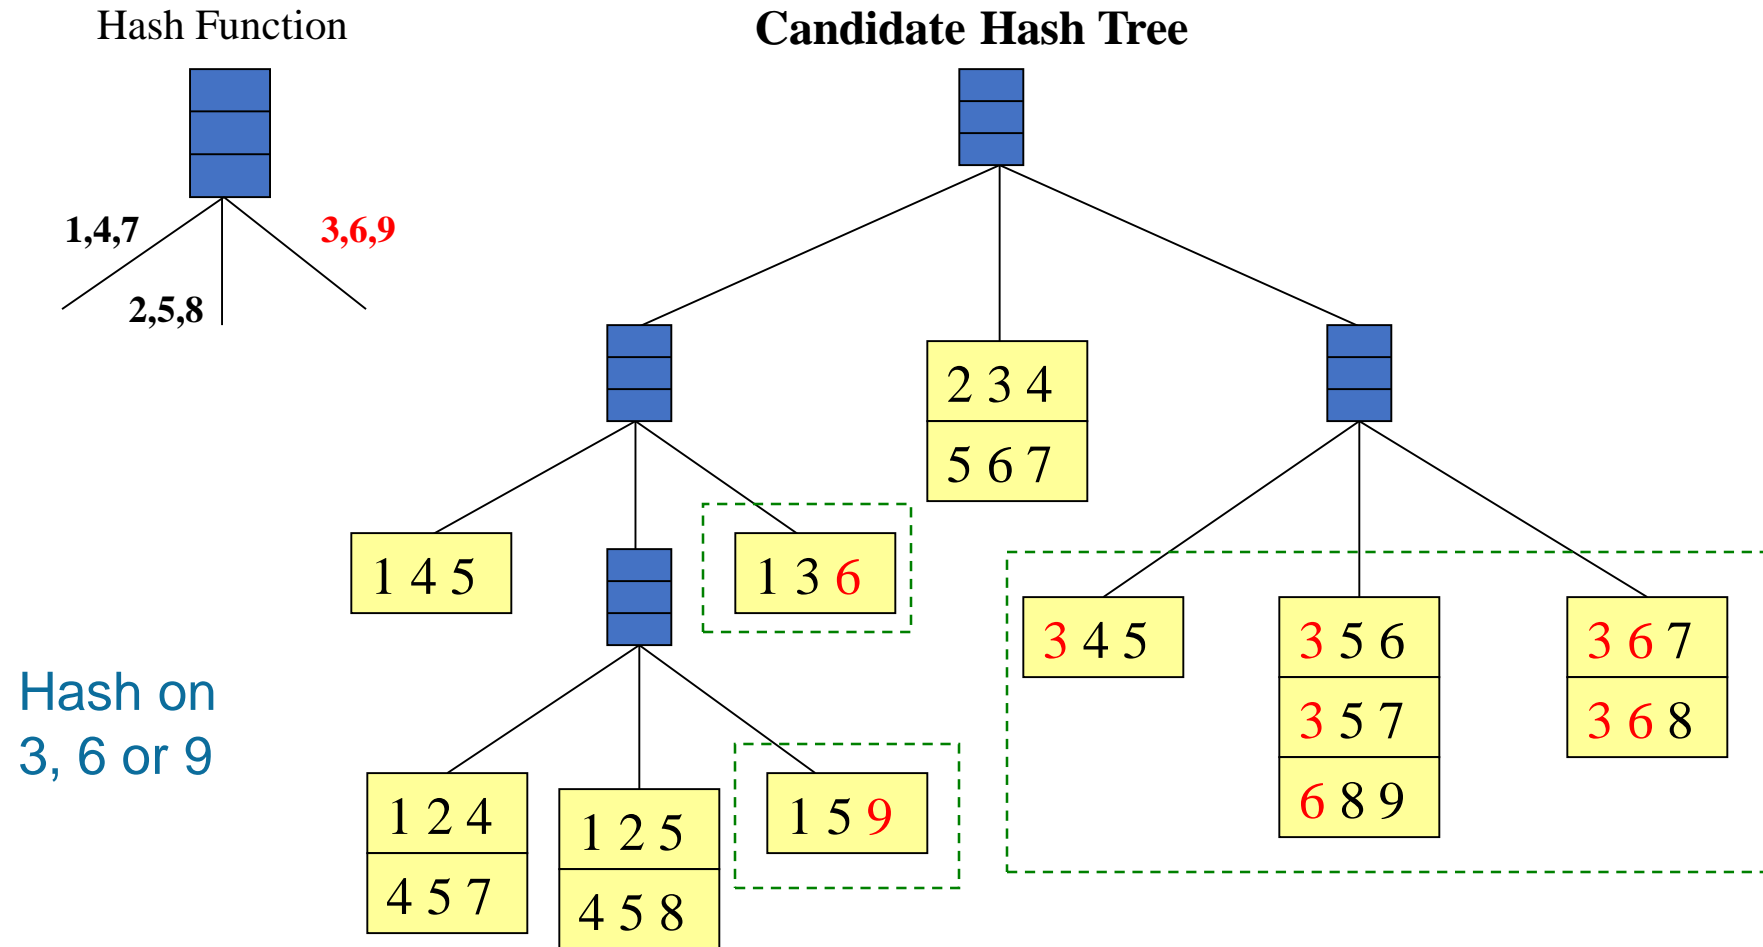 Hash Function
Candidate Hash Tree
1,4,7
3,6,9
2,5,8
2 3 4
5 6 7
1 4 5
1 3 6
3 4 5
3 5 6
3 6 7
3 5 7
3 6 8
6 8 9
Hash on
3, 6 or 9
1 2 4
1 2 5
1 5 9
4 5 7
4 5 8